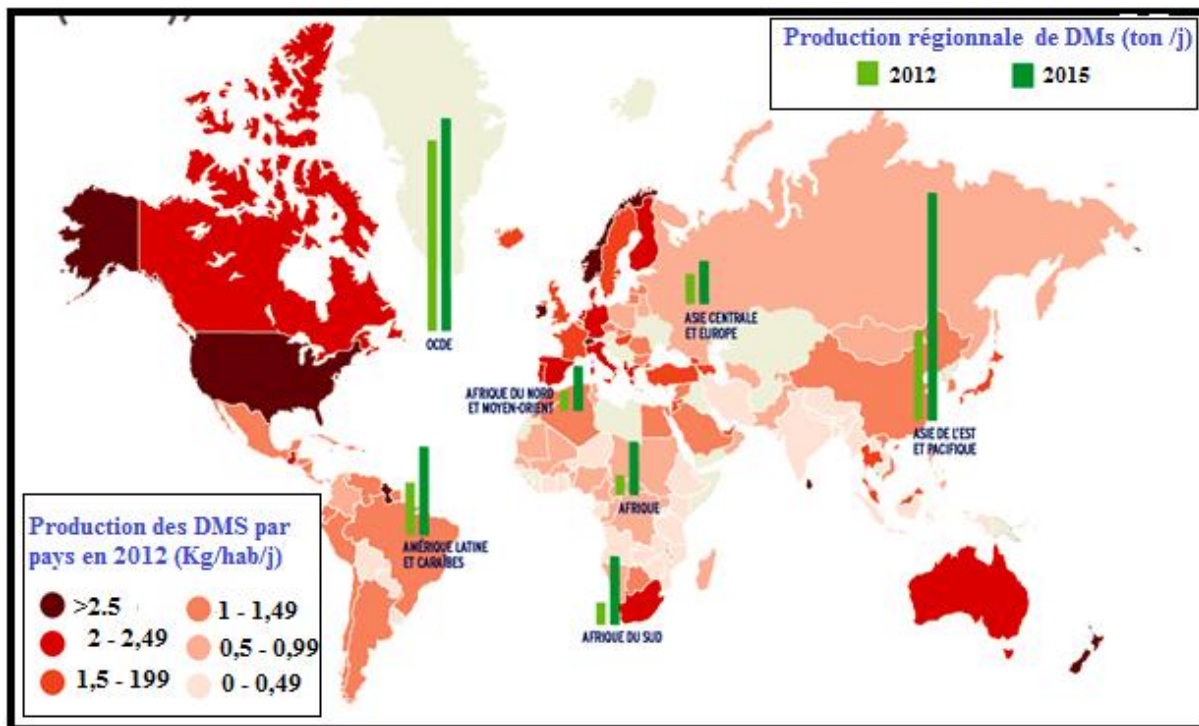 Production régionale de DMs (ton /j)
2012
2015
OCDE
ASIE CENTRALE
ET EUROPE
AFRIQUE DU NORD
ET MOYEN-ORIENT
ASIE DE L'EST
ET PACIFIQUE
AFRIQUE
AMÉRIQUE LATINE
ET CARAÏBES
AFRIQUE DU SUD
Production des DMS par
pays en 2012 (Kg/hab/j)
>2.5
2 - 2,49
1,5 - 199
1 - 1,49
0,5 - 0,99
0 - 0,49